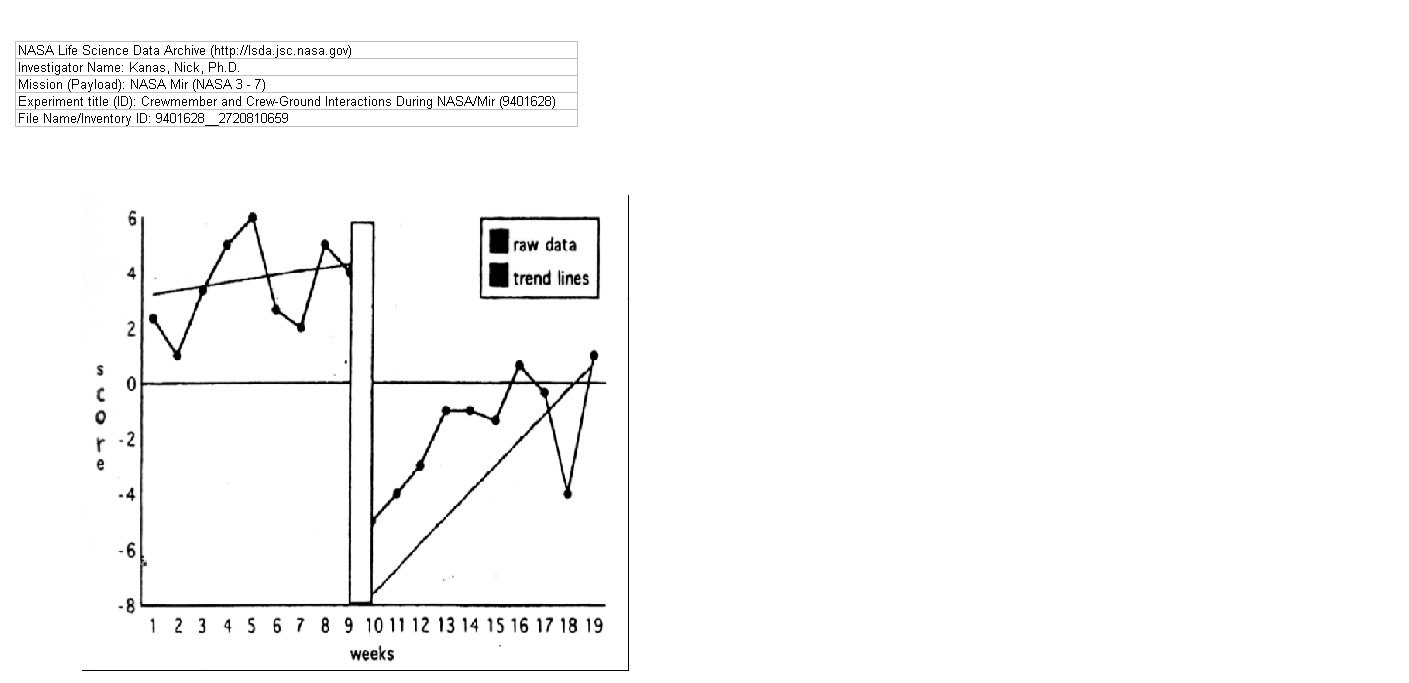 NASA Life Science Data Archive (http://lsda.jsc.nasa.gov)
Investigator Name: Kanas, Nick, Ph.D.
Mission (Payload): NASA Mir (NASA 3 - 7)
Experiment title (ID): Crewmember and Crew-Ground Interactions During NASA/Mir (9401628)
File Name/Inventory ID: 9401628__2720810659
6
4
2
0
-2
-4
-6
-8
score
raw data
trend lines
1 2 3 4 5 6 7 8 9 10 11 12 13 14 15 16 17 18 19
weeks